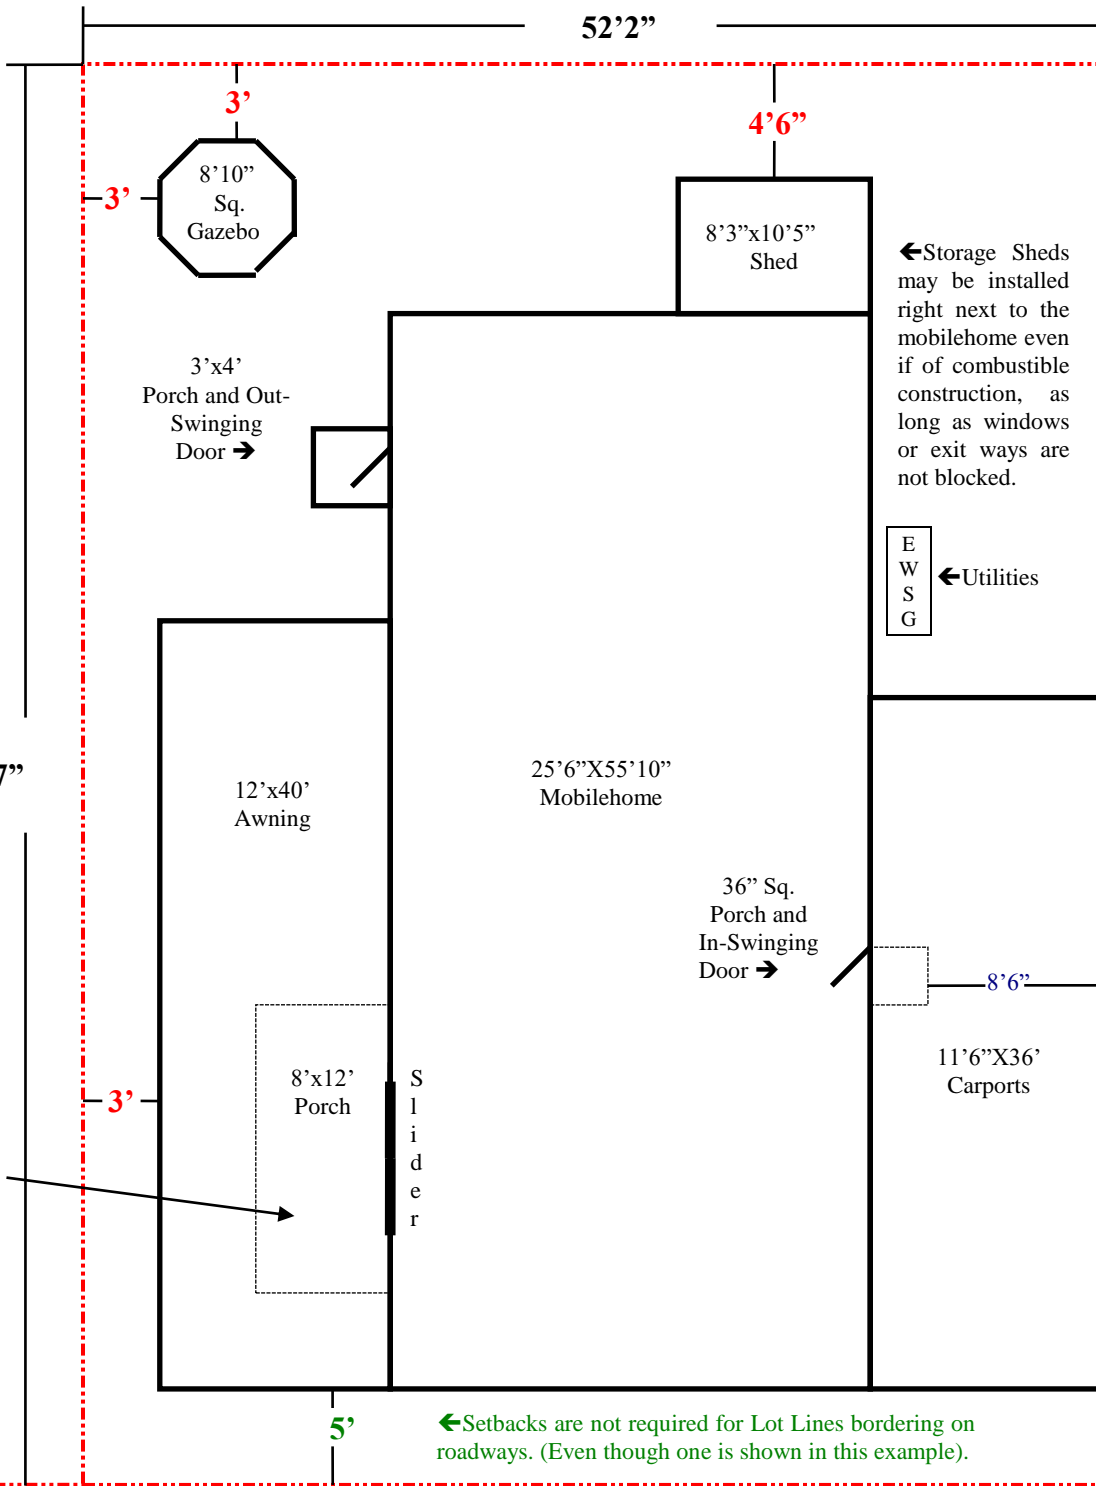 52’2”
3’
4’6”
3’
8’10”
Sq.
Gazebo
8’3”x10’5”
Shed
🡸Storage Sheds
may be installed
right next to the
mobilehome even
if of combustible
construction, as
long as windows
or exit ways are
not blocked.
3’x4’
Porch and Out-
Swinging
Door 🡺
E
W
S
G
🡸Utilities
7”
12’x40’
Awning
25’6”X55’10”
Mobilehome
36” Sq.
Porch and
In-Swinging
Door 🡺
8’6”
11’6”X36’
Carports
8’x12’
Porch
S
l
i
d
e
r
3’
5’
🡸Setbacks are not required for Lot Lines bordering on
roadways. (Even though one is shown in this example).